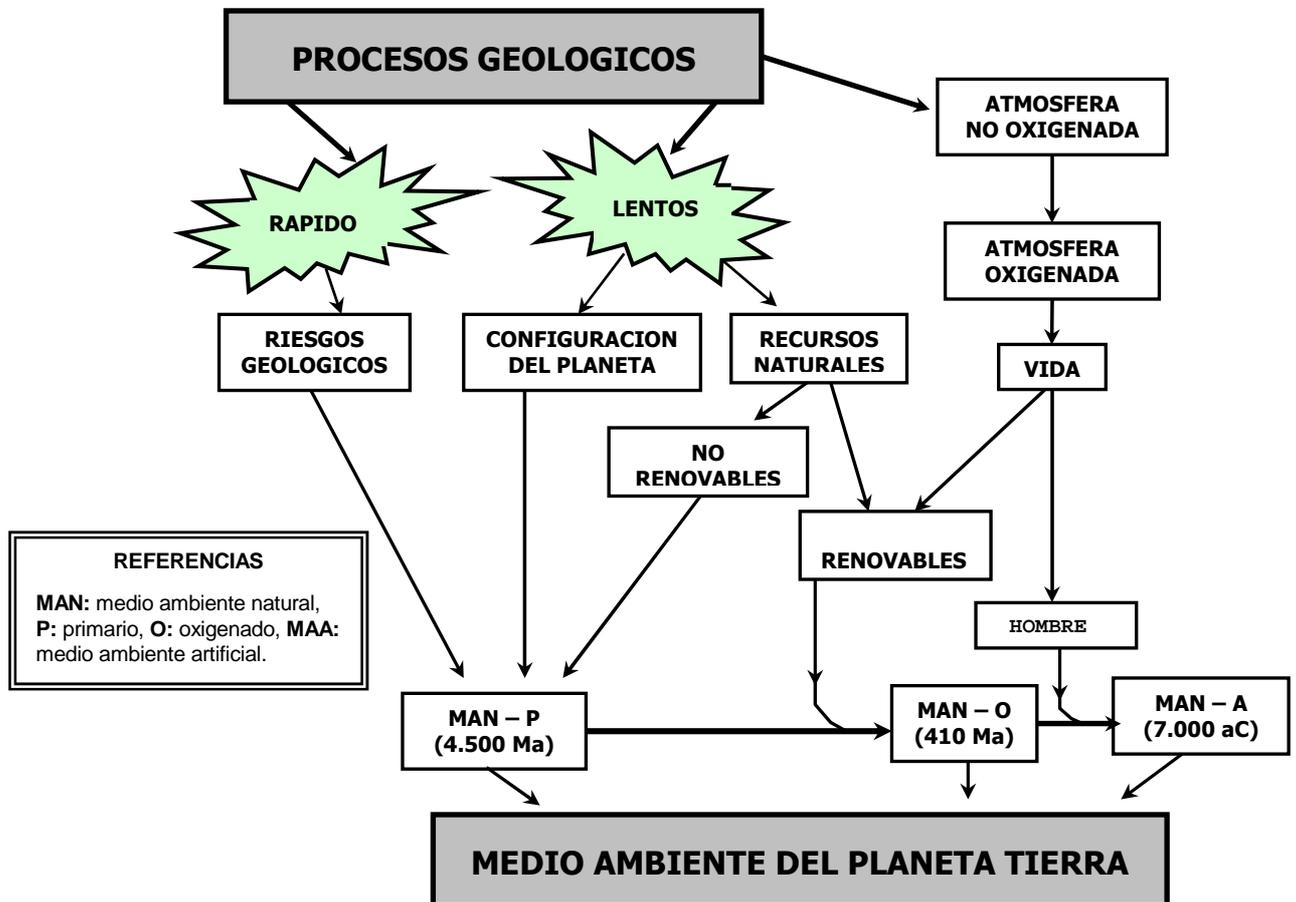 PROCESOS GEOLOGICOS
ATMOSFERA
NO OXIGENADA
RAPIDO
LENTOS
ATMOSFERA
OXIGENADA
RIESGOS
GEOLOGICOS
CONFIGURACION
DEL PLANETA
RECURSOS
NATURALES
VIDA
NO
RENOVABLES
RENOVABLES
REFERENCIAS
MAN: medio ambiente natural,
P: primario, O: oxigenado, MAA:
medio ambiente artificial.
HOMBRE
MAN – P
(4.500 Ma)
MAN – O
(410 Ma)
MAN – A
(7.000 aC)
MEDIO AMBIENTE DEL PLANETA TIERRA